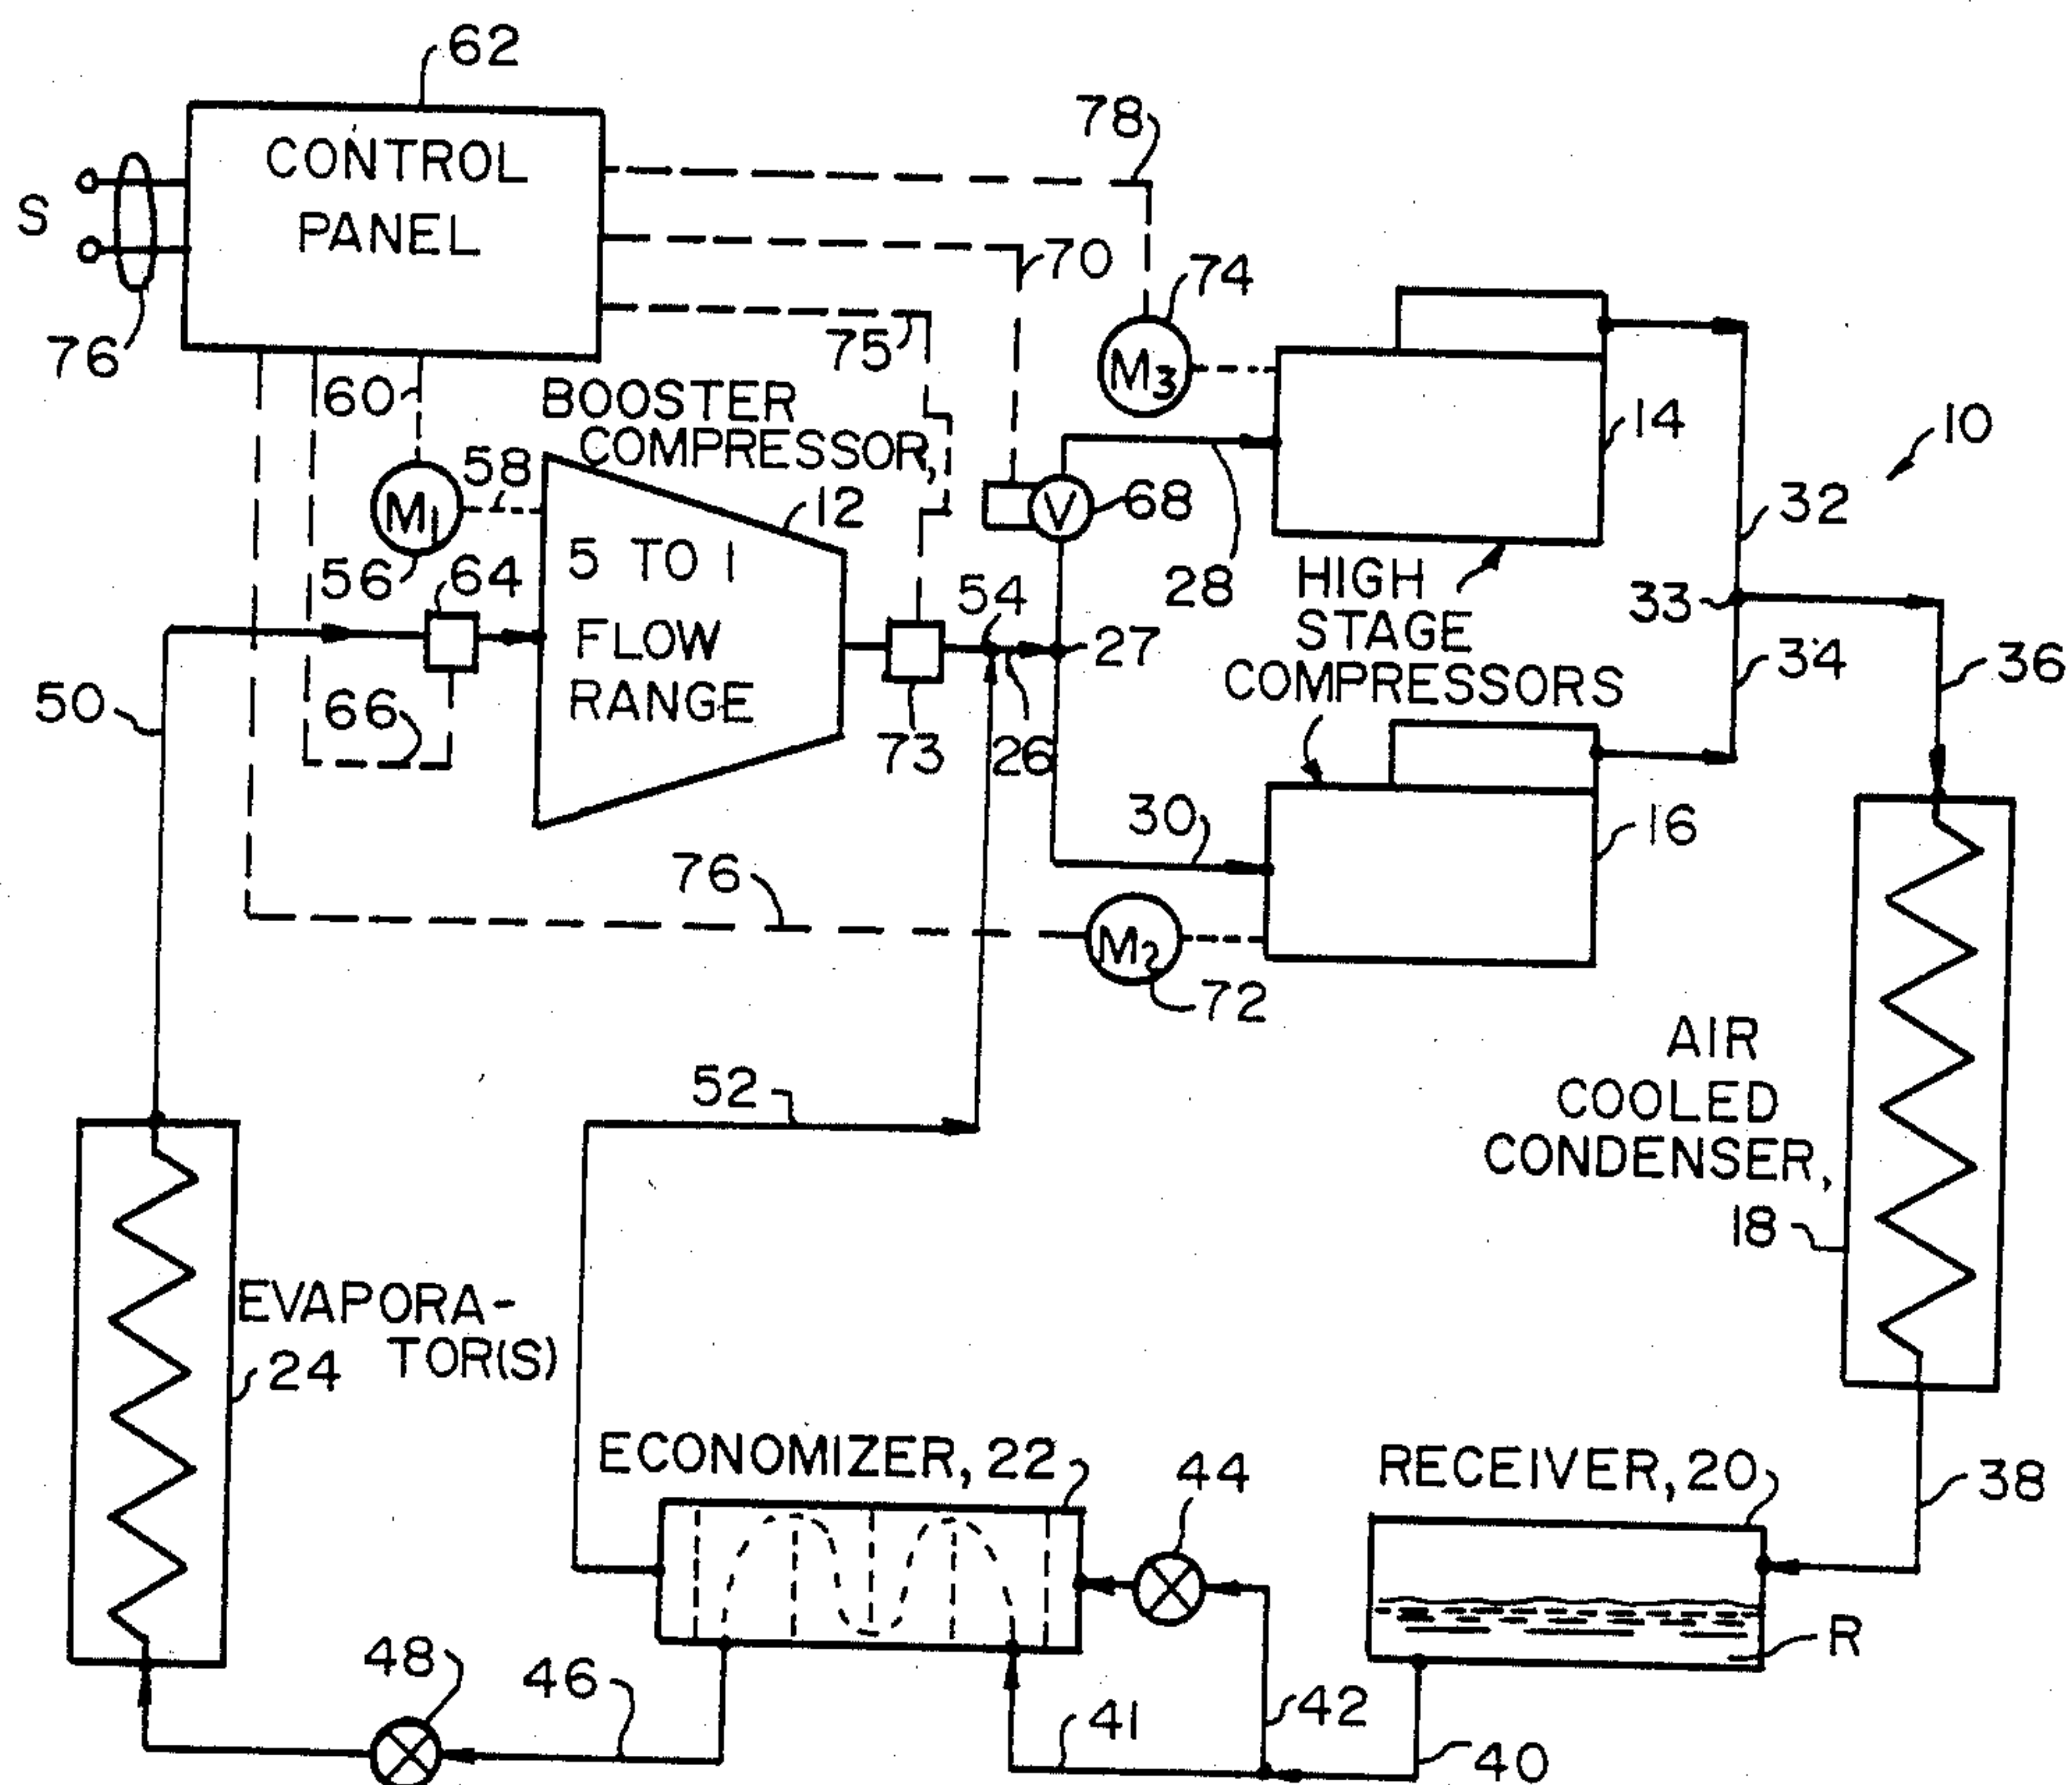 62
CONTROL
PANEL
S
76
78
70
74
75
60
BOOSTER
COMPRESSOR,
12
58
M1
56
64
5 TO 1
FLOW
RANGE
M3
14
10
V
68
28
HIGH
STAGE
COMPRESSORS
32
33
34
36
54
27
26
73
50
66
30
16
76
M2
72
AIR
COOLED
CONDENSER,
18
52
EVAPORA-
TOR(S)
24
ECONOMIZER, 22
44
RECEIVER, 20
38
R
48
46
41
42
40